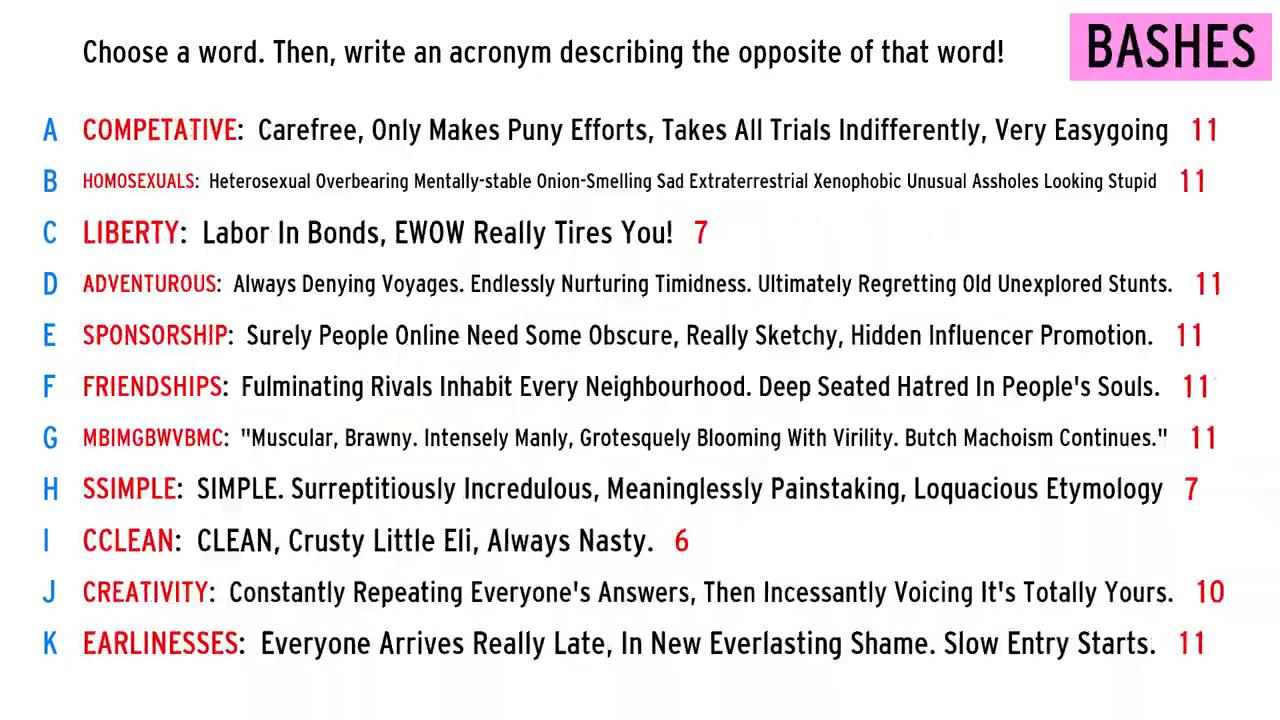 Choose a word. Then, write an acronym describing the opposite of that word! BASHES
A COMPETATIVE: Carefree, Only Makes Puny Efforts, Takes All Trials Indifferently, Very Easygoing 11
B HOMOSEXUALS: Heterosexual Overbearing Mentally-stable Onion-Smelling Sad Extraterrestrial Xenophobic Unusual Assholes Looking Stupid 11
C LIBERTY: Labor In Bonds, EWOW Really Tires You! 7
D ADVENTUROUS: Always Denying Voyages. Endlessly Nurturing Timidness. Ultimately Regretting Old Unexplored Stunts. 11
E SPONSORSHIP: Surely People Online Need Some Obscure, Really Sketchy, Hidden Influencer Promotion. 11
F FRIENDSHIPS: Fulminating Rivals Inhabit Every Neighbourhood. Deep Seated Hatred In People's Souls. 11
G MBIMGBWVBMC: "Muscular, Brawny. Intensely Manly, Grotesquely Blooming With Virility. Butch Machoism Continues." 11
H SSIMPLE: SIMPLE. Surreptitiously Incredulous, Meaninglessly Painstaking, Loquacious Etymology 7
I CCLEAN: CLEAN, Crusty Little Eli, Always Nasty. 6
J CREATIVITY: Constantly Repeating Everyone's Answers, Then Incessantly Voicing It's Totally Yours. 10
K EARLINESSES: Everyone Arrives Really Late, In New Everlasting Shame. Slow Entry Starts. 11